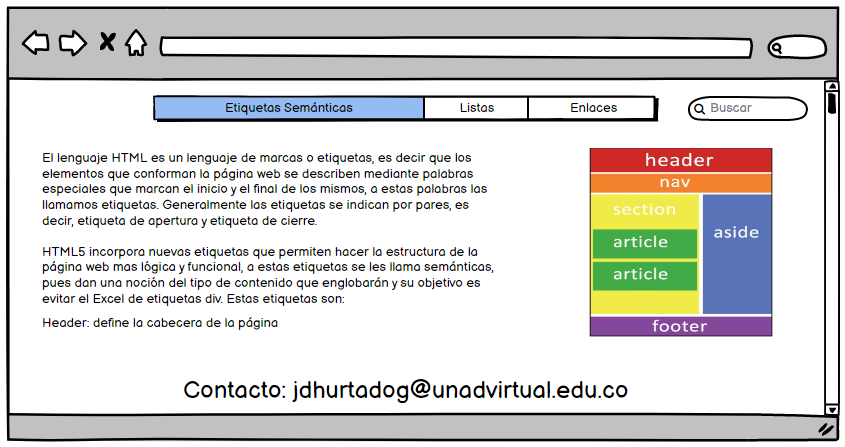 Etiquetas Semánticas
Listas
Enlaces
Buscar
El lenguaje HTML es un lenguaje de marcas o etiquetas, es decir que los
elementos que conforman la página web se describen mediante palabras
especiales que marcan el inicio y el final de los mismos, a estas palabras las
llamamos etiquetas. Generalmente las etiquetas se indican por pares, es
decir, etiqueta de apertura y etiqueta de cierre.
HTML5 incorpora nuevas etiquetas que permiten hacer la estructura de la
página web mas lógica y funcional, a estas etiquetas se les llama semánticas,
pues dan una noción del tipo de contenido que englobarán y su objetivo es
evitar el Excel de etiquetas div. Estas etiquetas son:
Header: define la cabecera de la página
header
nav
section
article
article
aside
footer
Contacto: jdhurtadog@unadvirtual.edu.co